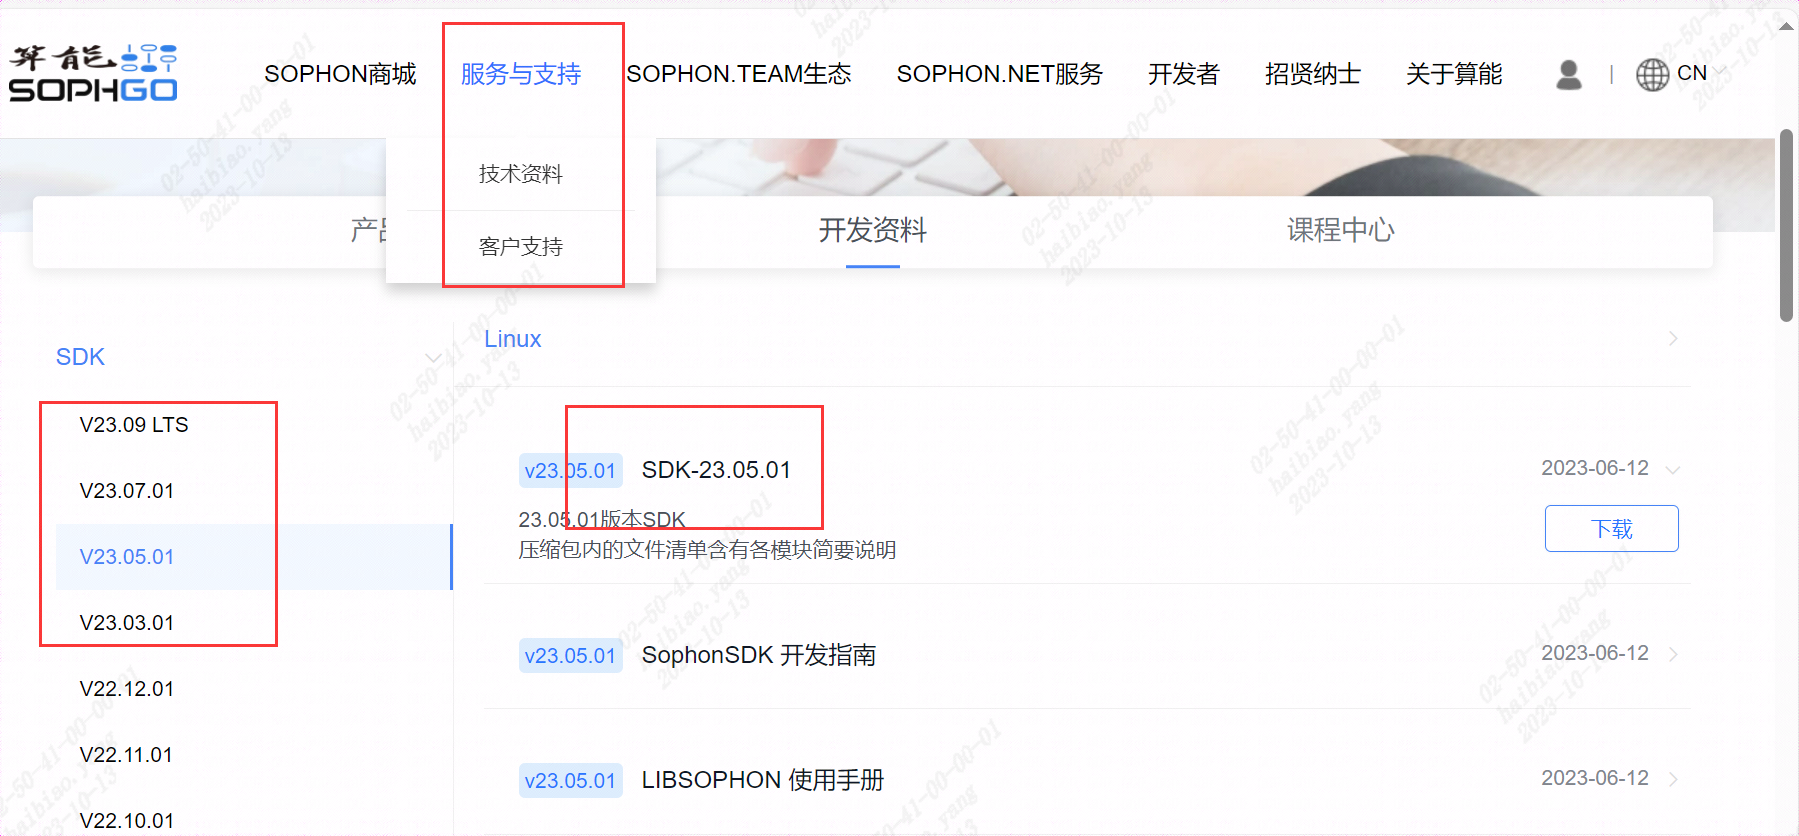 算能
SOPHGO
SOPHON商城
服务与支持
SOPHON.TEAM生态
SOPHON.NET服务
开发者
招贤纳士
关于算能
CN
技术资料
客户支持
产品
开发资料
课程中心
SDK
V23.09 LTS
V23.07.01
V23.05.01
V23.03.01
V22.12.01
V22.11.01
V22.10.01
Linux
v23.05.01 SDK-23.05.01 2023-06-12
23.05.01版本SDK
压缩包内的文件清单含有各模块简要说明
下载
v23.05.01 SophonSDK 开发指南 2023-06-12
v23.05.01 LIBSOPHON 使用手册 2023-06-12
02-50-41-00-00-01
haibiao.yang
2023-10-13